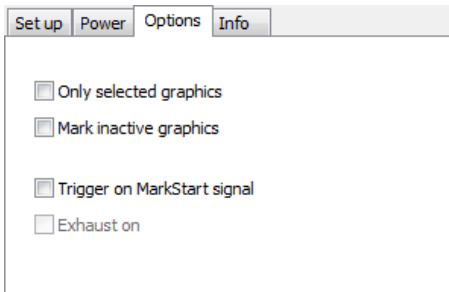 Set up Power Options Info
Only selected graphics
Mark inactive graphics
Trigger on MarkStart signal
Exhaust on